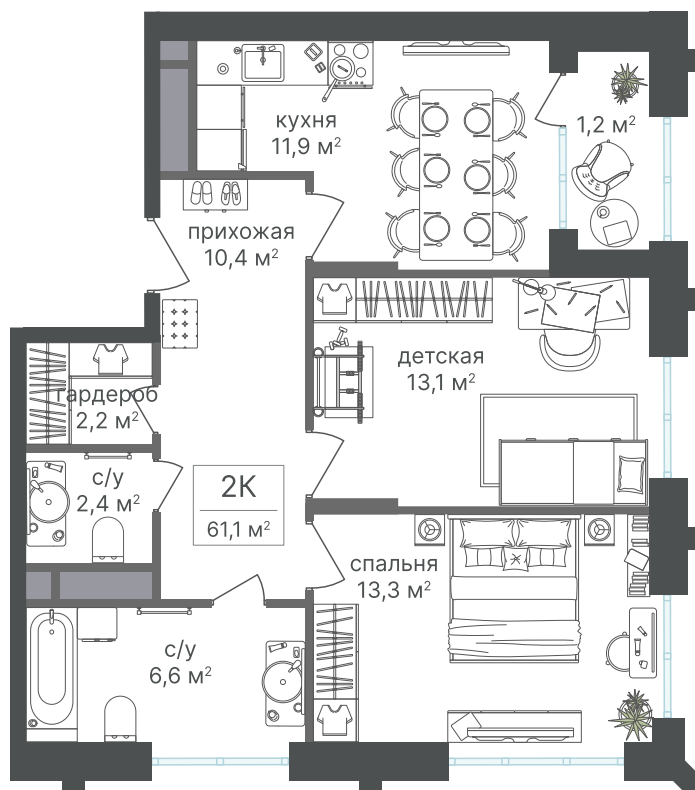 кухня
11,9 м²
1,2 м²
прихожая
10,4 м²
детская
13,1 м²
гардероб
2,2 м²
с/у
2,4 м²
2К
61,1 м²
спальня
13,3 м²
с/у
6,6 м²